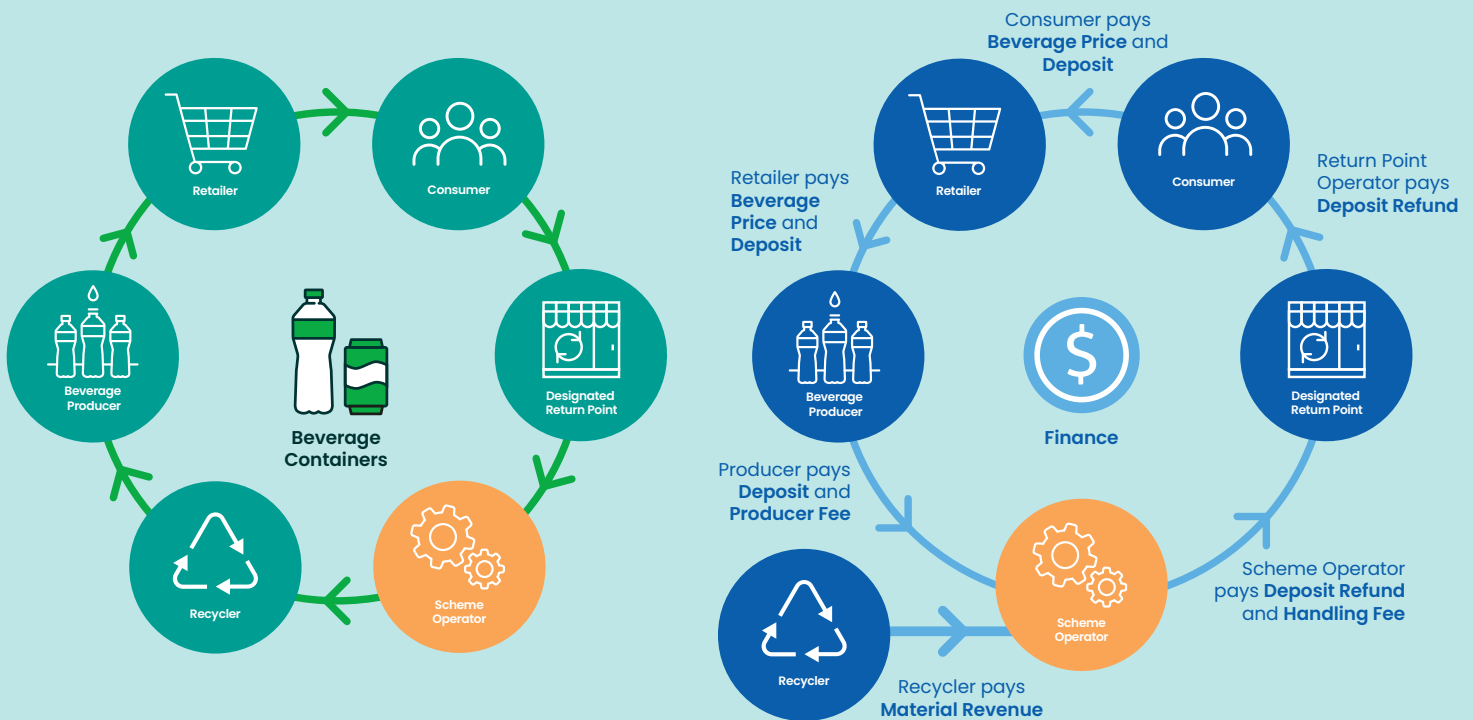 Retailer
Consumer
Beverage
Producer
Designated
Return Point
Beverage
Containers
Recycler
Scheme
Operator
Consumer pays
Beverage Price and
Deposit
Retailer
Consumer
Retailer pays
Beverage
Price and
Deposit
Return Point
Operator pays
Deposit Refund
Beverage
Producer
$
Finance
Designated
Return Point
Producer pays
Deposit and
Producer Fee
Scheme Operator
pays Deposit Refund
and Handling Fee
Scheme
Operator
Recycler
Recycler pays
Material Revenue